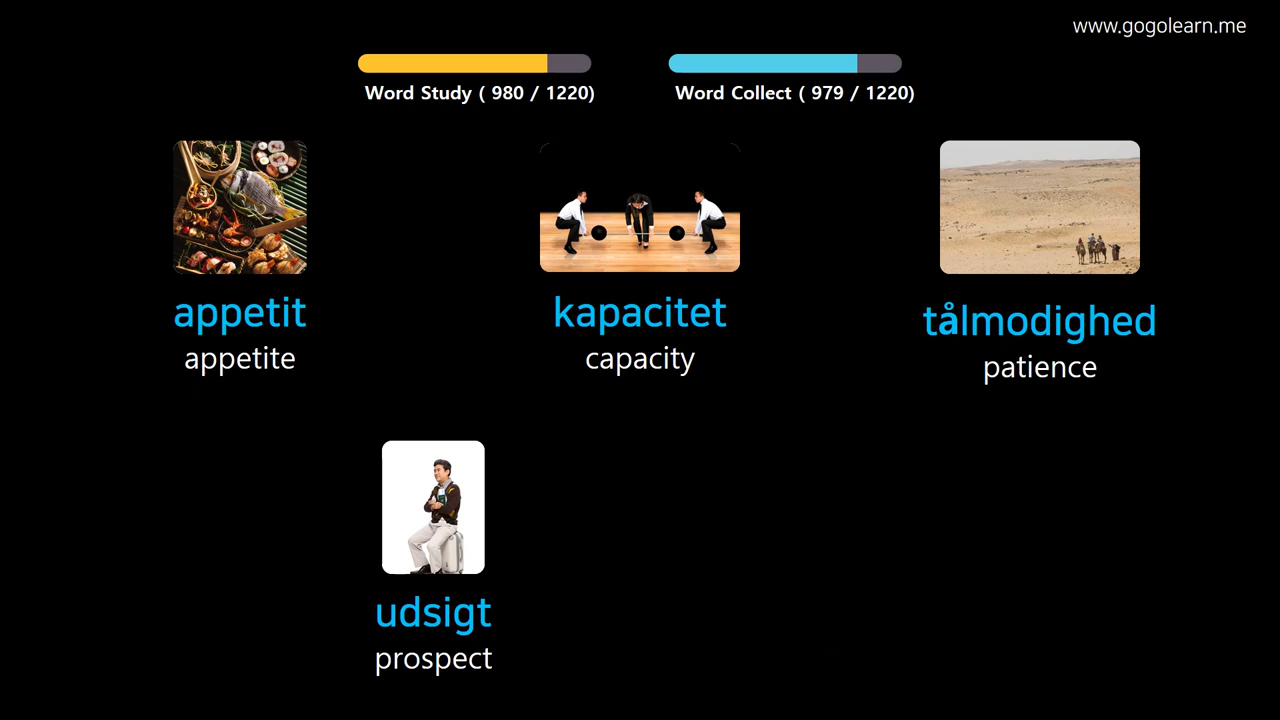 www.gogolearn.me
Word Study ( 980 / 1220)
Word Collect ( 979 / 1220)
appetit
appetite
kapacitet
capacity
tålmodighed
patience
udsigt
prospect